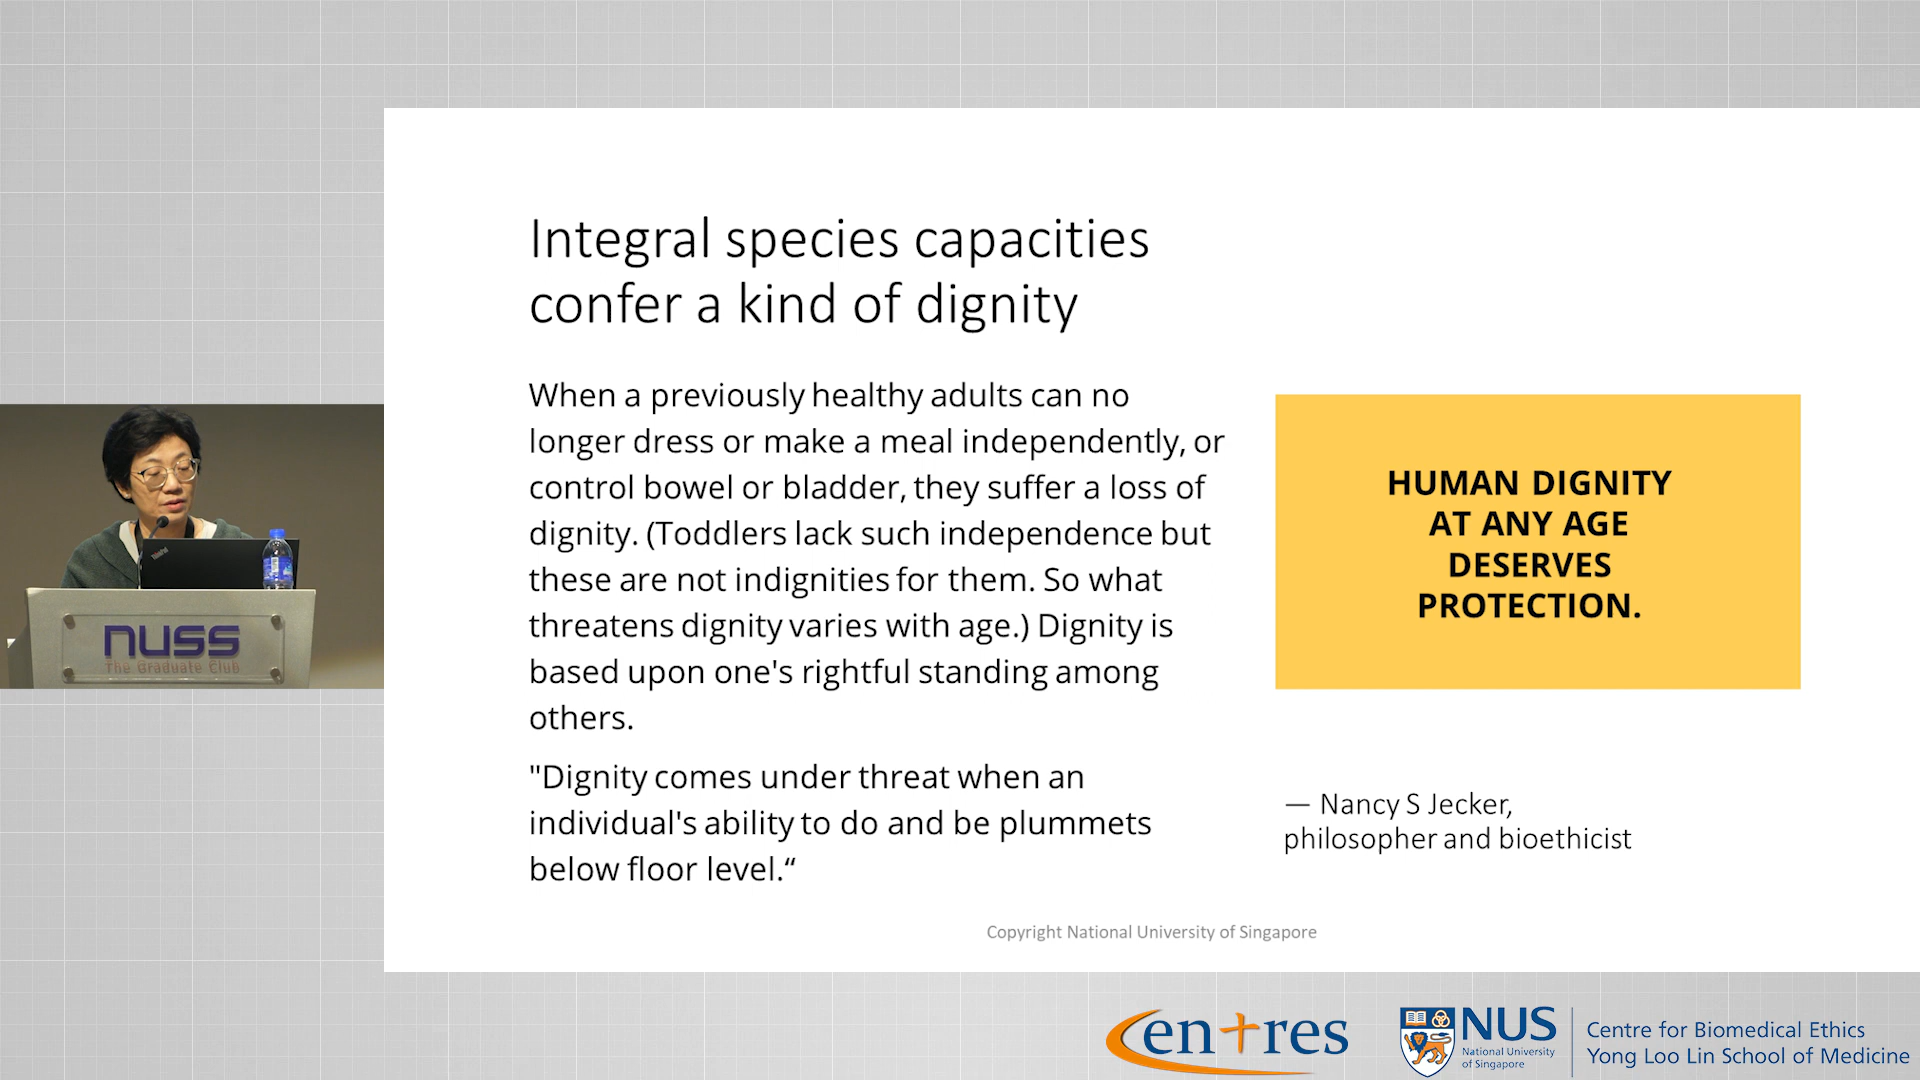 Integral species capacities
confer a kind of dignity
When a previously healthy adults can no
longer dress or make a meal independently, or
control bowel or bladder, they suffer a loss of
dignity. (Toddlers lack such independence but
these are not indignities for them. So what
threatens dignity varies with age.) Dignity is
based upon one's rightful standing among
others.
"Dignity comes under threat when an
individual's ability to do and be plummets
below floor level.“
HUMAN DIGNITY
AT ANY AGE
DESERVES
PROTECTION.
— Nancy S Jecker,
philosopher and bioethicist
Copyright National University of Singapore
ThinkPad
nuss
The Graduate Club
Centres
NUS
National University
of Singapore
Centre for Biomedical Ethics
Yong Loo Lin School of Medicine